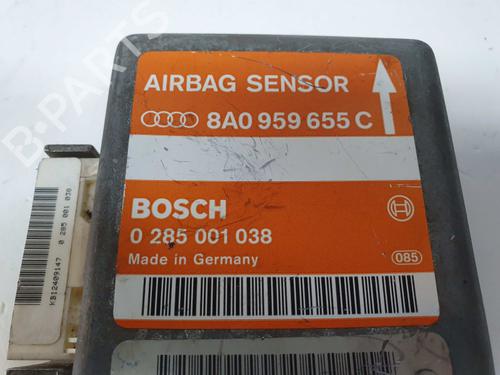 AIRBAG SENSOR
8A0 959 655 C
BOSCH
0 285 001 038
Made in Germany
085
KB12409147 0 285 001 038
B-PARTS